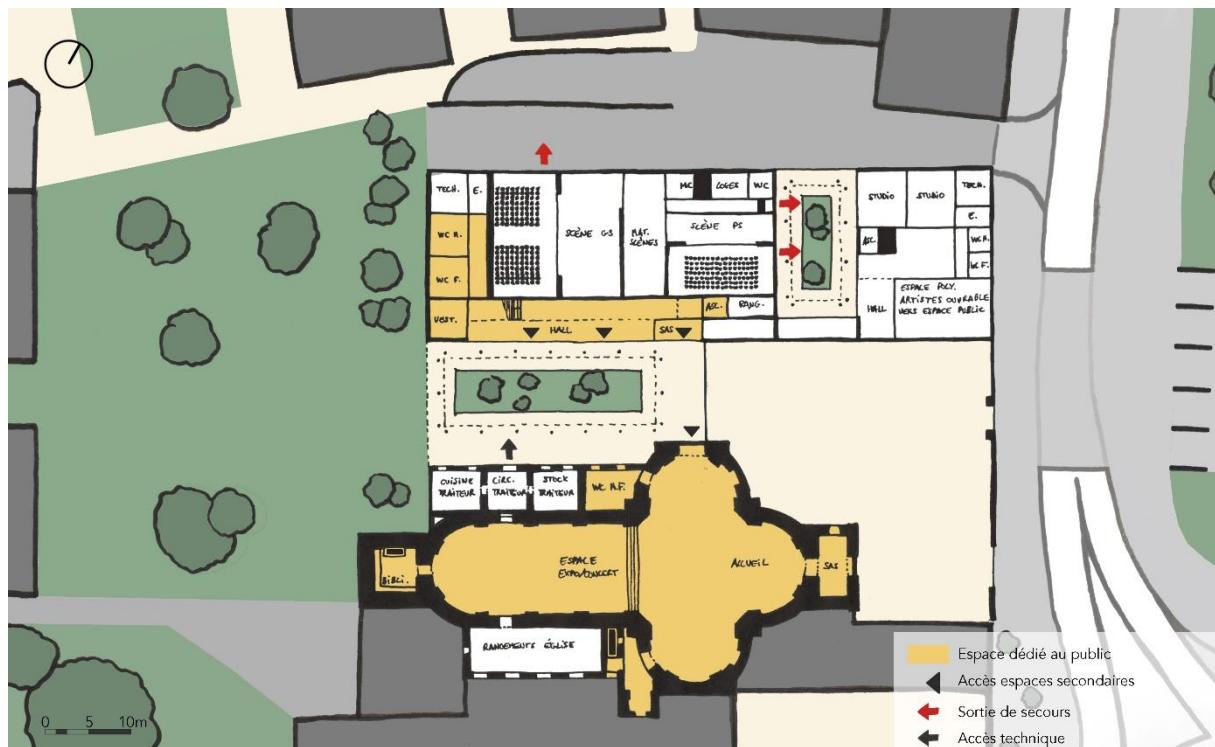 TECH.
E.
WC H.
WC F.
VEST.
SCÈNE GS
MAT.
SCÈNES
LOGES
WC
SCÈNE PS
ASC.
RANG.
HALL
SAS
STUDIO
STUDIO
TECH.
E.
ASC.
WC H.
WC F.
HALL
ESPACE POLY.
ARTISTES OUVRABLE
VERS ESPACE PUBLIC
CUISINE
TRAITEUR
CIRC.
TRAITEUR
STOCK
TRAITEUR
WC H.F.
BIBLI.
ESPACE
EXPO/CONCERT
ACCUEIL
SAS
RANGEMENTS ÉGLISE
0 5 10m
Espace dédié au public
Accès espaces secondaires
Sortie de secours
Accès technique